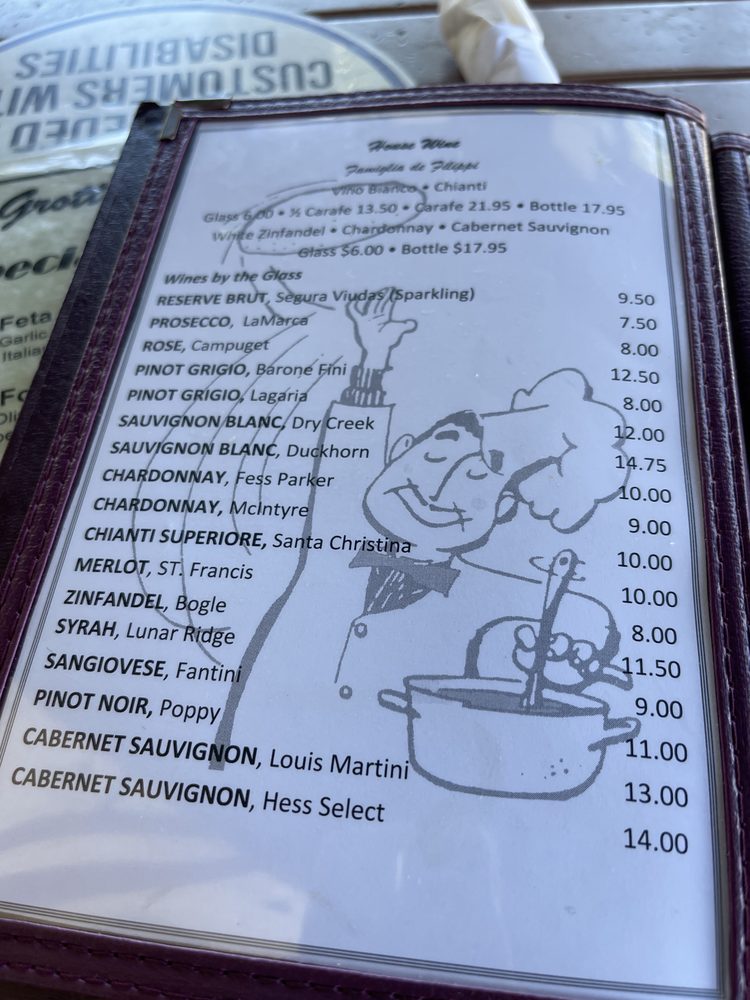 CUSTOMERS WIT
DISABILITIES
Grott
peci
Feta
Garlic
Italia
House Wine
Famiglia de Filippi
Vino Bianco • Chianti
Glass 6.00 • ½ Carafe 13.50 • Carafe 21.95 • Bottle 17.95
White Zinfandel • Chardonnay • Cabernet Sauvignon
Glass $6.00 • Bottle $17.95
Wines by the Glass
RESERVE BRUT, Segura Viudas (Sparkling) 9.50
PROSECCO, LaMarca 7.50
ROSE, Campuget 8.00
PINOT GRIGIO, Barone Fini 12.50
PINOT GRIGIO, Lagaria 8.00
SAUVIGNON BLANC, Dry Creek 12.00
SAUVIGNON BLANC, Duckhorn 14.75
CHARDONNAY, Fess Parker 10.00
CHARDONNAY, McIntyre 9.00
CHIANTI SUPERIORE, Santa Christina 10.00
MERLOT, ST. Francis 10.00
ZINFANDEL, Bogle 8.00
SYRAH, Lunar Ridge 11.50
SANGIOVESE, Fantini 9.00
PINOT NOIR, Poppy 11.00
CABERNET SAUVIGNON, Louis Martini 13.00
CABERNET SAUVIGNON, Hess Select 14.00